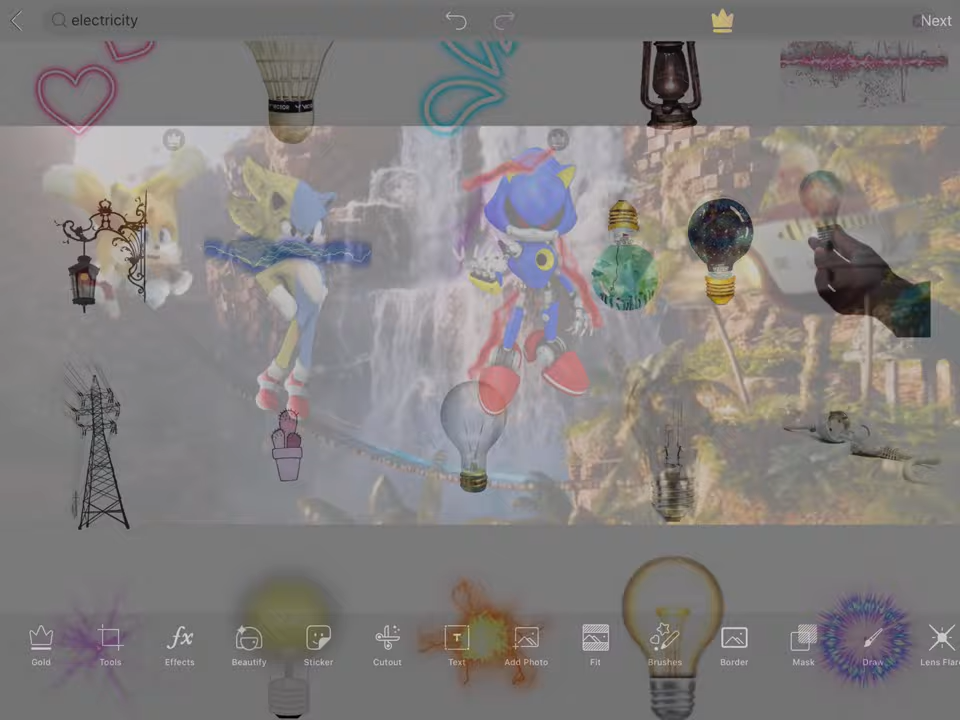 electricity
Next
Gold
Tools
Effects
Beautify
Sticker
Cutout
Text
Add Photo
Fit
Brushes
Border
Mask
Draw
Lens Flare